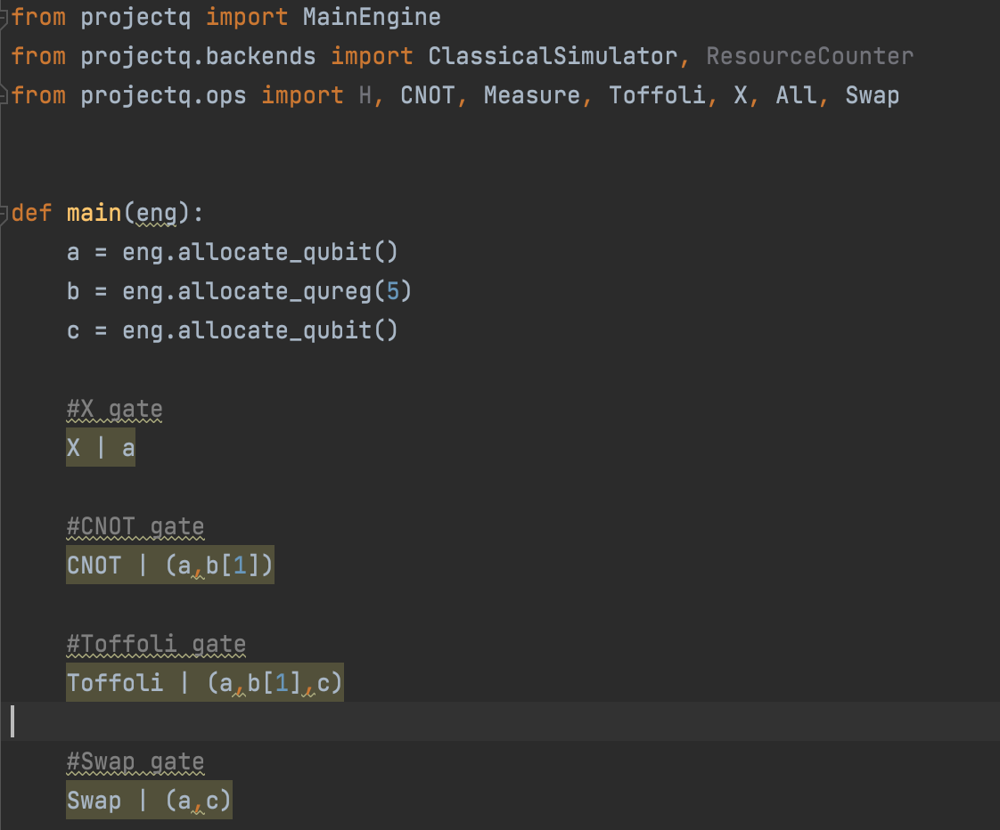 from projectq import MainEngine
from projectq.backends import ClassicalSimulator, ResourceCounter
from projectq.ops import H, CNOT, Measure, Toffoli, X, All, Swap
def main(eng):
    a = eng.allocate_qubit()
    b = eng.allocate_qureg(5)
    c = eng.allocate_qubit()
    #X gate
    X | a
    #CNOT gate
    CNOT | (a,b[1])
    #Toffoli gate
    Toffoli | (a,b[1],c)
    #Swap gate
    Swap | (a,c)